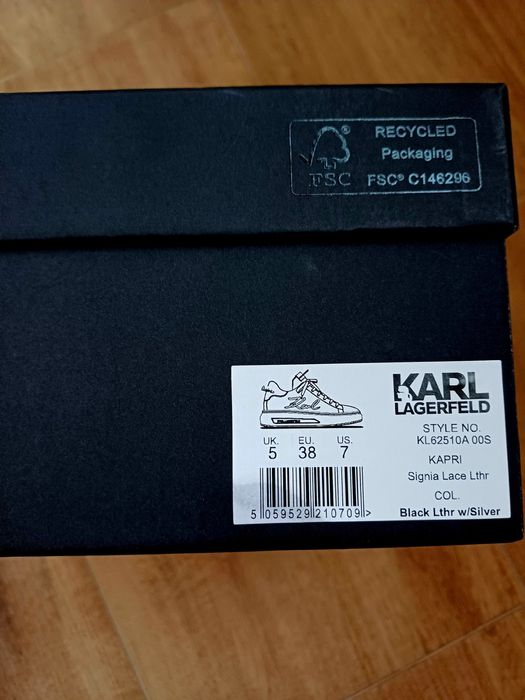 RECYCLED
Packaging
FSC
FSC® C146296
KARL
LAGERFELD
STYLE NO.
KL62510A 00S
KAPRI
Signia Lace Lthr
COL.
Black Lthr w/Silver
UK. EU. US.
5 38 7
5 059529 210709 >